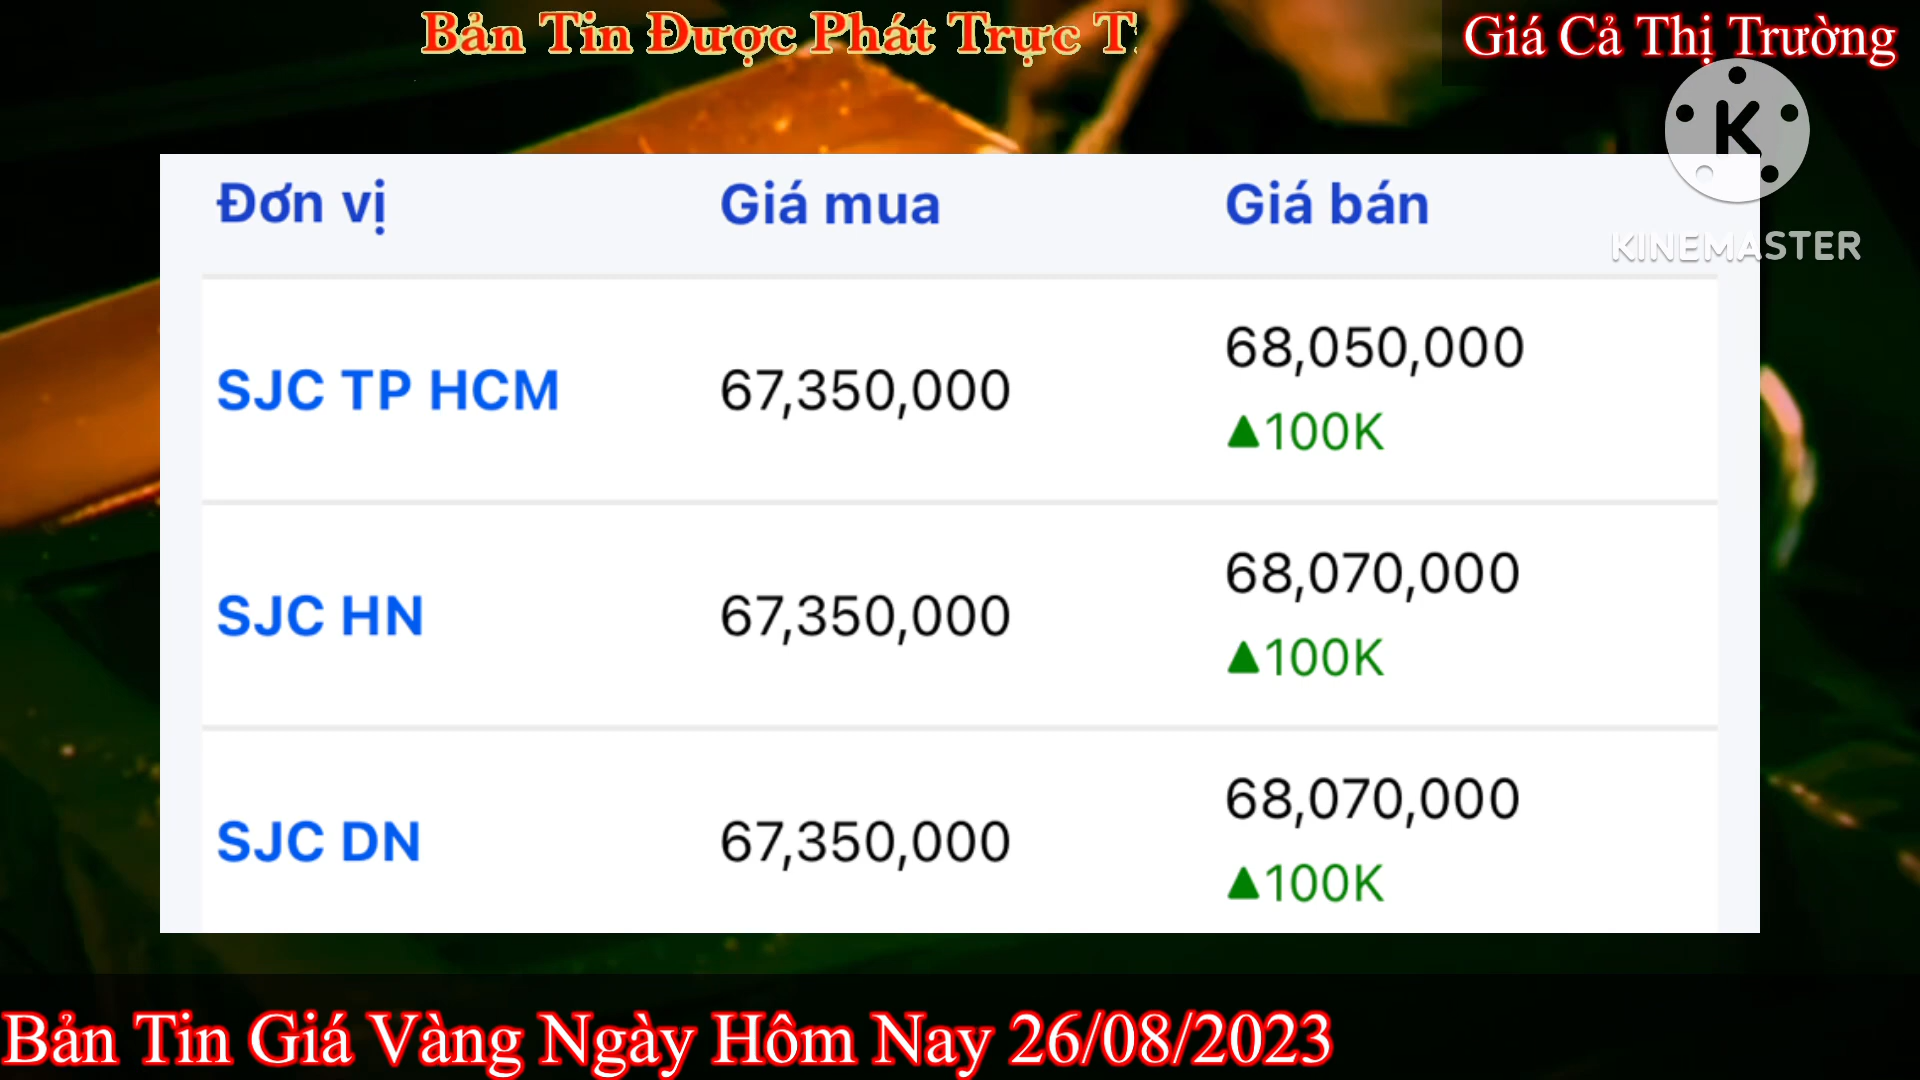 Bản Tin Được Phát Trực T
Giá Cả Thị Trường
K
KINEMASTER
Đơn vị Giá mua Giá bán
SJC TP HCM 67,350,000 68,050,000
▲100K
SJC HN 67,350,000 68,070,000
▲100K
SJC DN 67,350,000 68,070,000
▲100K
Bản Tin Giá Vàng Ngày Hôm Nay 26/08/2023